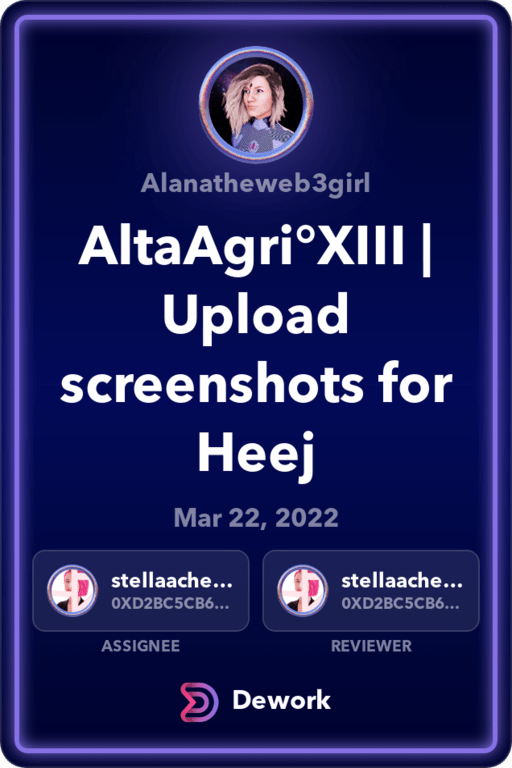 Alanatheweb3girl
AltaAgri°XIII |
Upload
screenshots for
Heej
Mar 22, 2022
stellaache...
0XD2BC5CB6...
ASSIGNEE
stellaache...
0XD2BC5CB6...
REVIEWER
Dework